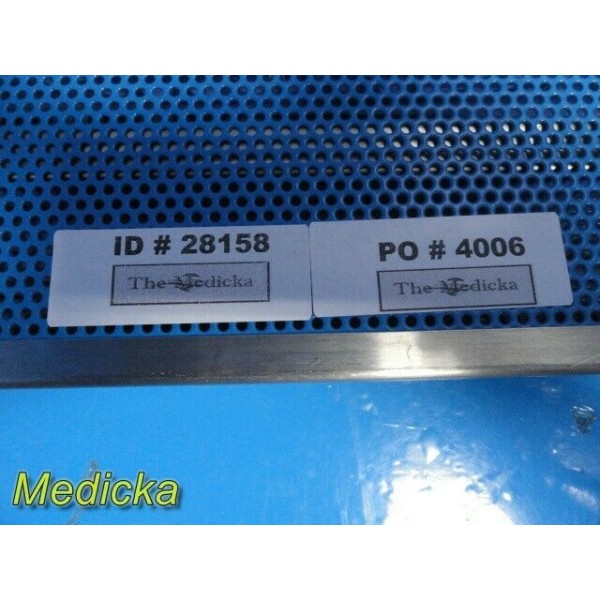 ID # 28158
The Medicka
PO # 4006
The Medicka
Medicka